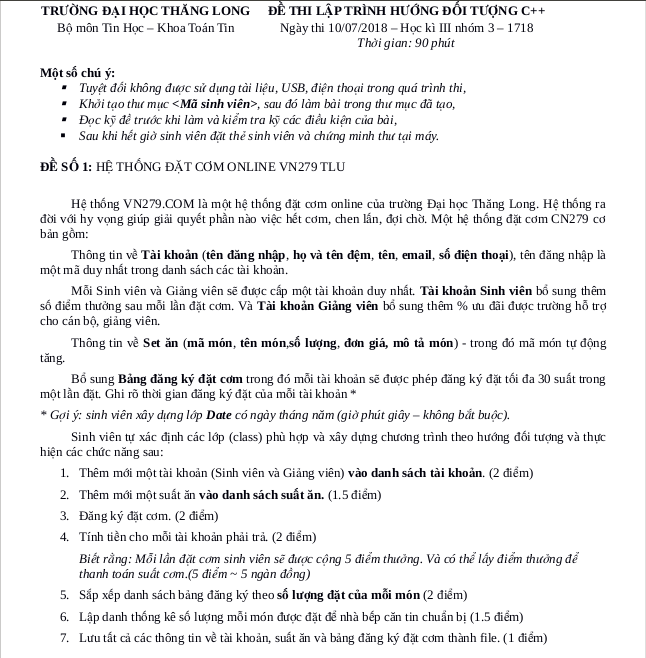 TRƯỜNG ĐẠI HỌC THĂNG LONG ĐỀ THI LẬP TRÌNH HƯỚNG ĐỐI TƯỢNG C++
Bộ môn Tin Học – Khoa Toán Tin Ngày thi 10/07/2018 – Học kì III nhóm 3 – 1718
Thời gian: 90 phút
Một số chú ý:
▪ Tuyệt đối không được sử dụng tài liệu, USB, điện thoại trong quá trình thi,
▪ Khởi tạo thư mục <Mã sinh viên>, sau đó làm bài trong thư mục đã tạo,
▪ Đọc kỹ đề trước khi làm và kiểm tra kỹ các điều kiện của bài,
▪ Sau khi hết giờ sinh viên đặt thẻ sinh viên và chứng minh thư tại máy.
ĐỀ SỐ 1: HỆ THỐNG ĐẶT CƠM ONLINE VN279 TLU
Hệ thống VN279.COM là một hệ thống đặt cơm online của trường Đại học Thăng Long. Hệ thống ra
đời với hy vọng giúp giải quyết phần nào việc hết cơm, chen lấn, đợi chờ. Một hệ thống đặt cơm CN279 cơ
bản gồm:
Thông tin về Tài khoản (tên đăng nhập, họ và tên đệm, tên, email, số điện thoại), tên đăng nhập là
một mã duy nhất trong danh sách các tài khoản.
Mỗi Sinh viên và Giảng viên sẽ được cấp một tài khoản duy nhất. Tài khoản Sinh viên bổ sung thêm
số điểm thưởng sau mỗi lần đặt cơm. Và Tài khoản Giảng viên bổ sung thêm % ưu đãi được trường hỗ trợ
cho cán bộ, giảng viên.
Thông tin về Set ăn (mã món, tên món,số lượng, đơn giá, mô tả món) - trong đó mã món tự động
tăng.
Bổ sung Bảng đăng ký đặt cơm trong đó mỗi tài khoản sẽ được phép đăng ký đặt tối đa 30 suất trong
một lần đặt. Ghi rõ thời gian đăng ký đặt của mỗi tài khoản *
* Gợi ý: sinh viên xây dựng lớp Date có ngày tháng năm (giờ phút giây – không bắt buộc).
Sinh viên tự xác định các lớp (class) phù hợp và xây dựng chương trình theo hướng đối tượng và thực
hiện các chức năng sau:
1. Thêm mới một tài khoản (Sinh viên và Giảng viên) vào danh sách tài khoản. (2 điểm)
2. Thêm mới một suất ăn vào danh sách suất ăn. (1.5 điểm)
3. Đăng ký đặt cơm. (2 điểm)
4. Tính tiền cho mỗi tài khoản phải trả. (2 điểm)
Biết rằng: Mỗi lần đặt cơm sinh viên sẽ được cộng 5 điểm thưởng. Và có thể lấy điểm thưởng để
thanh toán suất cơm.(5 điểm ~ 5 ngàn đồng)
5. Sắp xếp danh sách bảng đăng ký theo số lượng đặt của mỗi món (2 điểm)
6. Lập danh thống kê số lượng mỗi món được đặt để nhà bếp căn tin chuẩn bị (1.5 điểm)
7. Lưu tất cả các thông tin về tài khoản, suất ăn và bảng đăng ký đặt cơm thành file. (1 điểm)